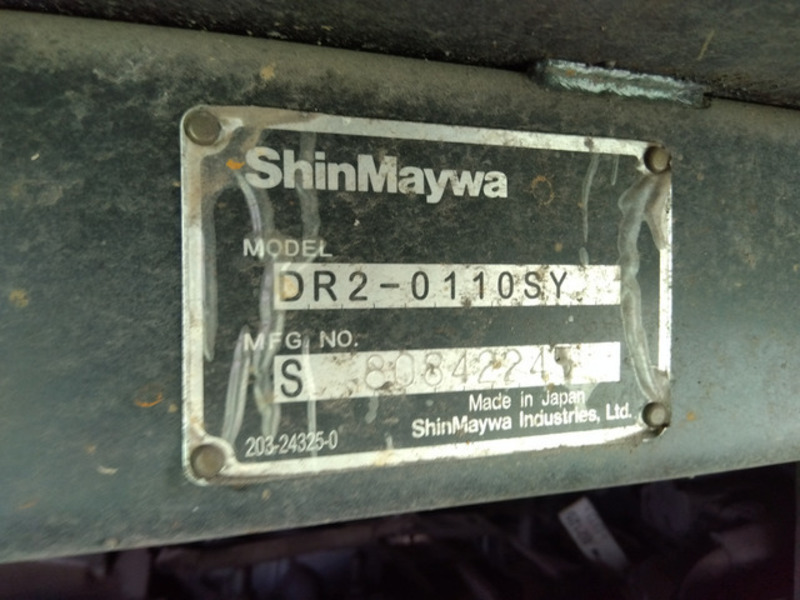 ShinMaywa
MODEL
DR2-0110SY
MFG NO.
S
Made in Japan
ShinMaywa Industries, Ltd.
203-24325-0